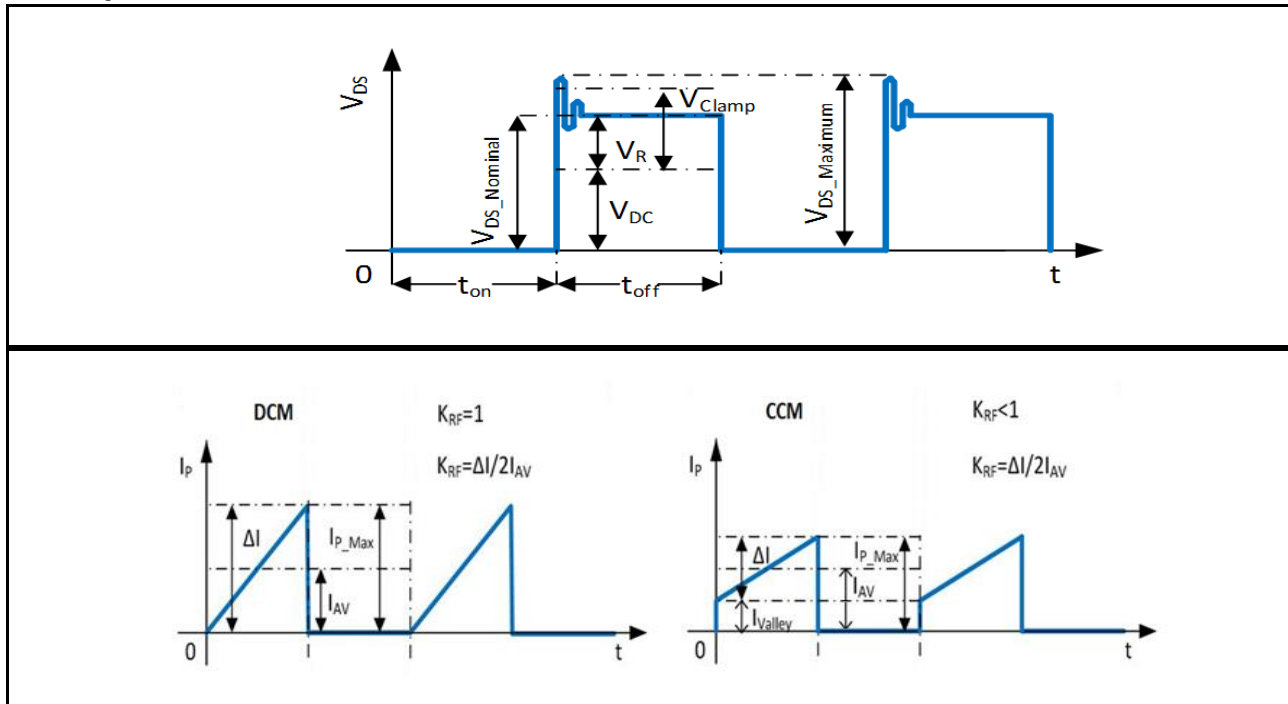 V_DS
V_DS_Nominal
V_R
V_DC
V_Clamp
V_DS_Maximum
0
t_on
t_off
t
DCM
K_RF=1
K_RF=ΔI/2I_AV
I_P
ΔI
I_P_Max
I_AV
0
t
CCM
K_RF<1
K_RF=ΔI/2I_AV
I_P
ΔI
I_P_Max
I_AV
I_Valley
0
t